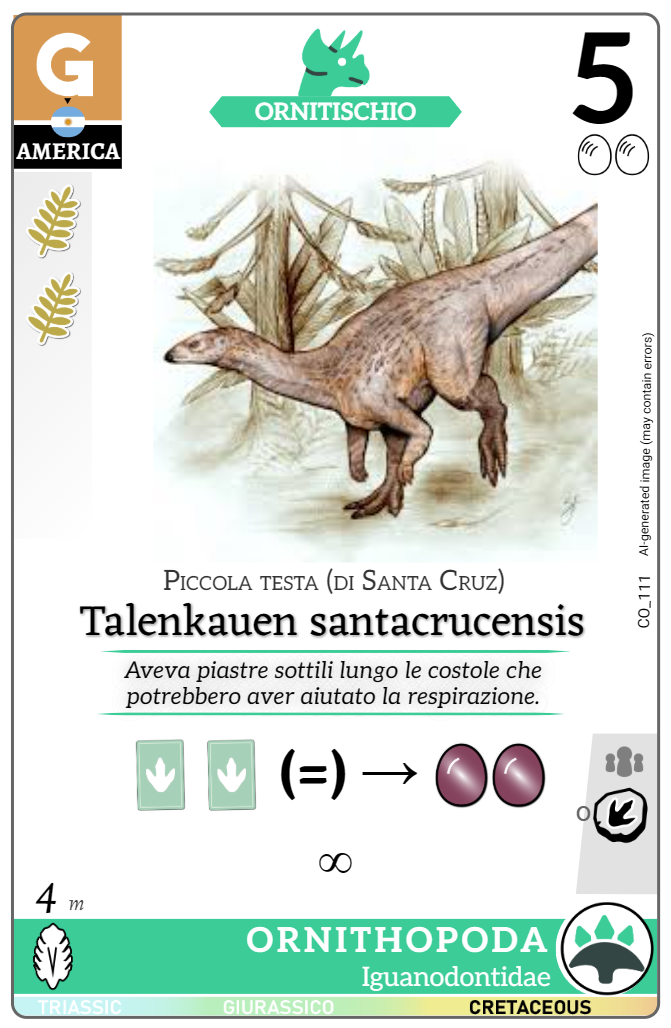 G
AMERICA
ORNITISCHIO
5
AI-generated image (may contain errors)
CO_111
Piccola testa (di Santa Cruz)
Talenkauen santacrucensis
Aveva piastre sottili lungo le costole che
potrebbero aver aiutato la respirazione.
(=) →
∞
O
4 m
ORNITHOPODA
Iguanodontidae
TRIASSIC GIURASSICO CRETACEOUS